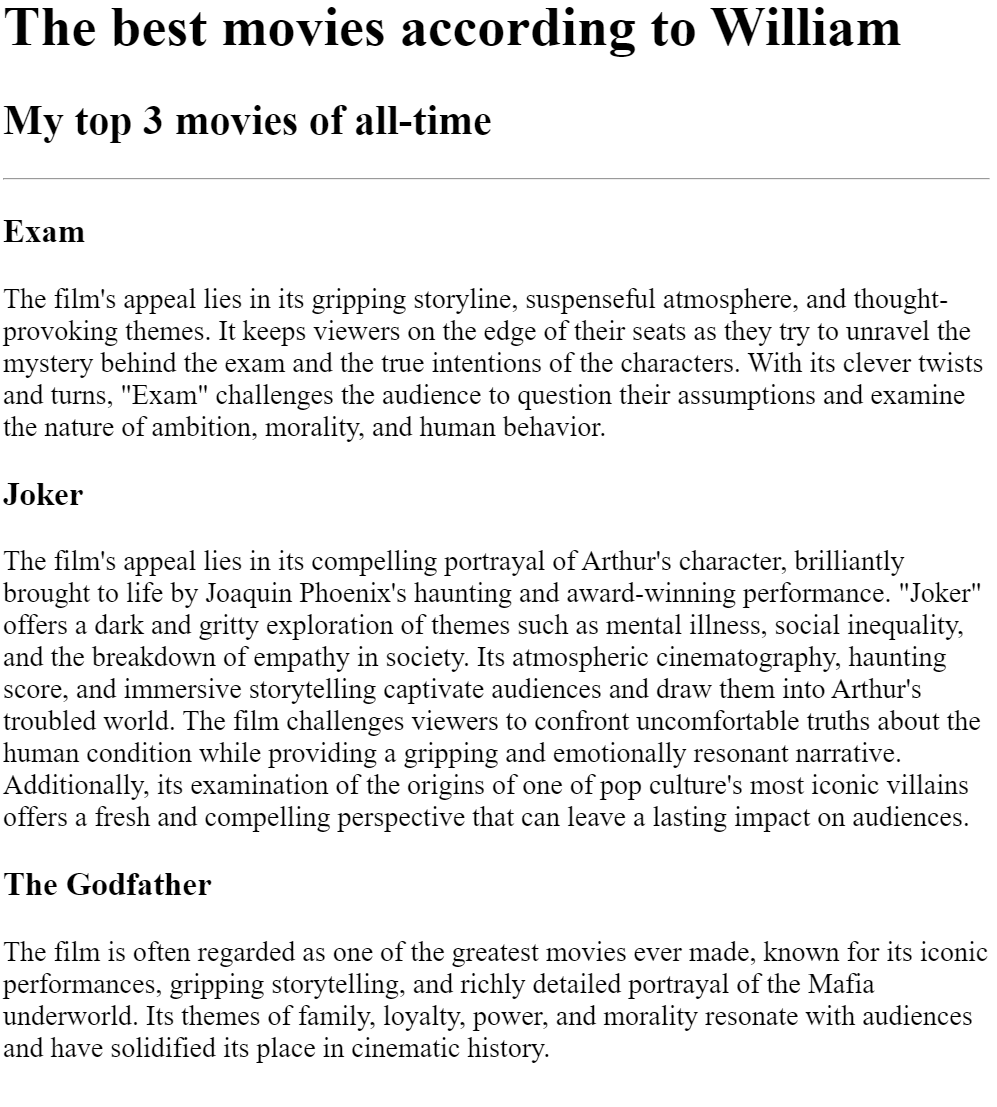 The best movies according to William
My top 3 movies of all-time
Exam
The film's appeal lies in its gripping storyline, suspenseful atmosphere, and thought-
provoking themes. It keeps viewers on the edge of their seats as they try to unravel the
mystery behind the exam and the true intentions of the characters. With its clever twists
and turns, "Exam" challenges the audience to question their assumptions and examine
the nature of ambition, morality, and human behavior.
Joker
The film's appeal lies in its compelling portrayal of Arthur's character, brilliantly
brought to life by Joaquin Phoenix's haunting and award-winning performance. "Joker"
offers a dark and gritty exploration of themes such as mental illness, social inequality,
and the breakdown of empathy in society. Its atmospheric cinematography, haunting
score, and immersive storytelling captivate audiences and draw them into Arthur's
troubled world. The film challenges viewers to confront uncomfortable truths about the
human condition while providing a gripping and emotionally resonant narrative.
Additionally, its examination of the origins of one of pop culture's most iconic villains
offers a fresh and compelling perspective that can leave a lasting impact on audiences.
The Godfather
The film is often regarded as one of the greatest movies ever made, known for its iconic
performances, gripping storytelling, and richly detailed portrayal of the Mafia
underworld. Its themes of family, loyalty, power, and morality resonate with audiences
and have solidified its place in cinematic history.